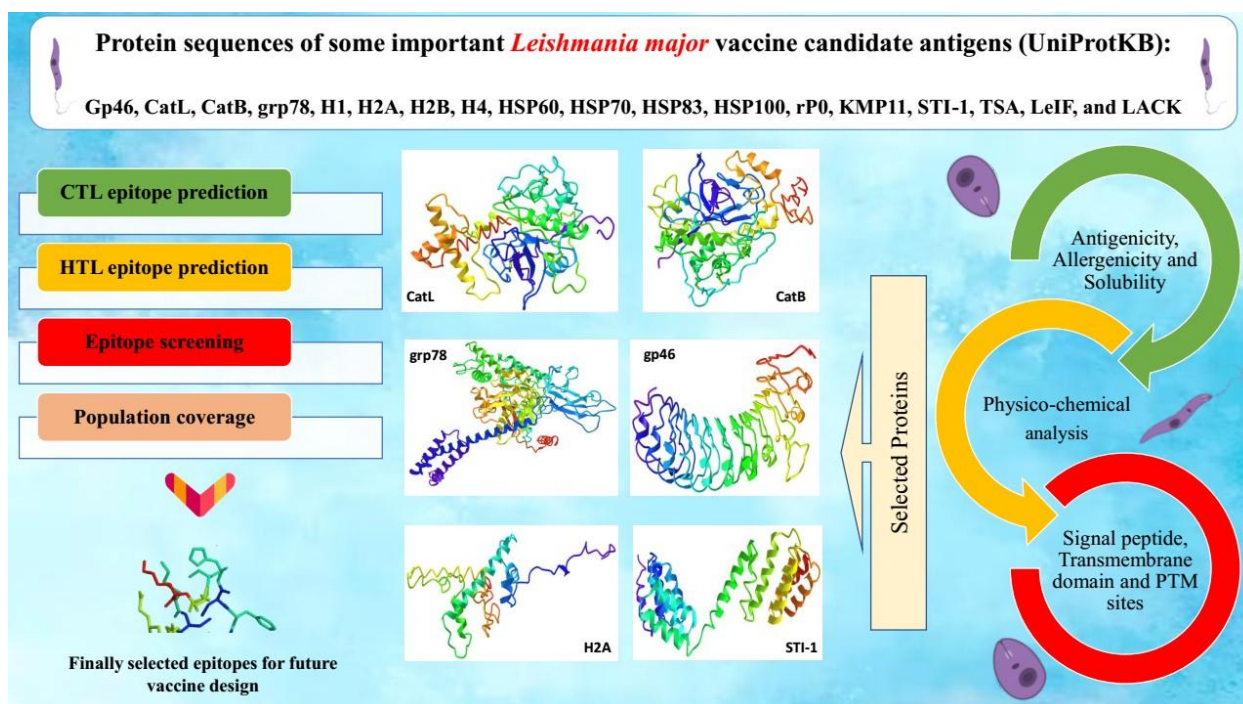 Protein sequences of some important Leishmania major vaccine candidate antigens (UniProtKB):
Gp46, CatL, CatB, grp78, H1, H2A, H2B, H4, HSP60, HSP70, HSP83, HSP100, rP0, KMP11, STI-1, TSA, LeIF, and LACK
CTL epitope prediction
HTL epitope prediction
Epitope screening
Population coverage
Finally selected epitopes for future
vaccine design
CatL
CatB
grp78
gp46
H2A
STI-1
Selected Proteins
Antigenicity,
Allergenicity and
Solubility
Physico-chemical
analysis
Signal peptide,
Transmembrane
domain and PTM
sites